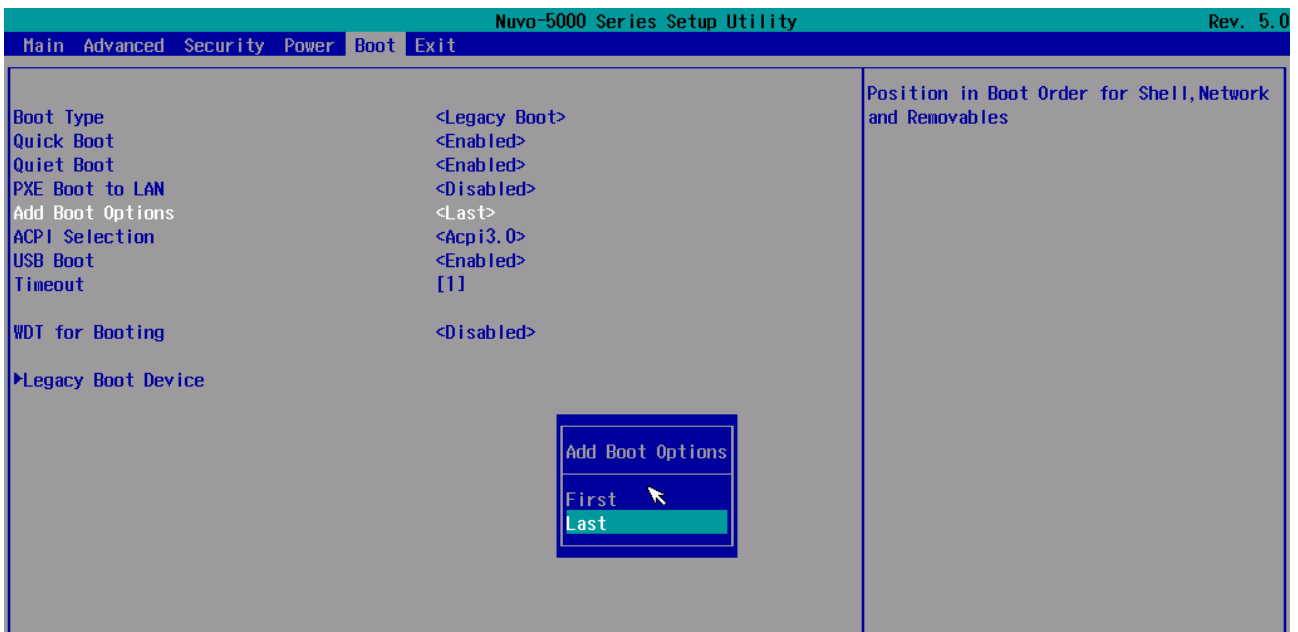 Nuvo-5000 Series Setup Utility Rev. 5.0
Main Advanced Security Power Boot Exit
Boot Type <Legacy Boot>
Quick Boot <Enabled>
Quiet Boot <Enabled>
PXE Boot to LAN <Disabled>
Add Boot Options <Last>
ACPI Selection <Acpi3.0>
USB Boot <Enabled>
Timeout [1]
WDT for Booting <Disabled>
Legacy Boot Device
Position in Boot Order for Shell,Network
and Removables
Add Boot Options
First
Last